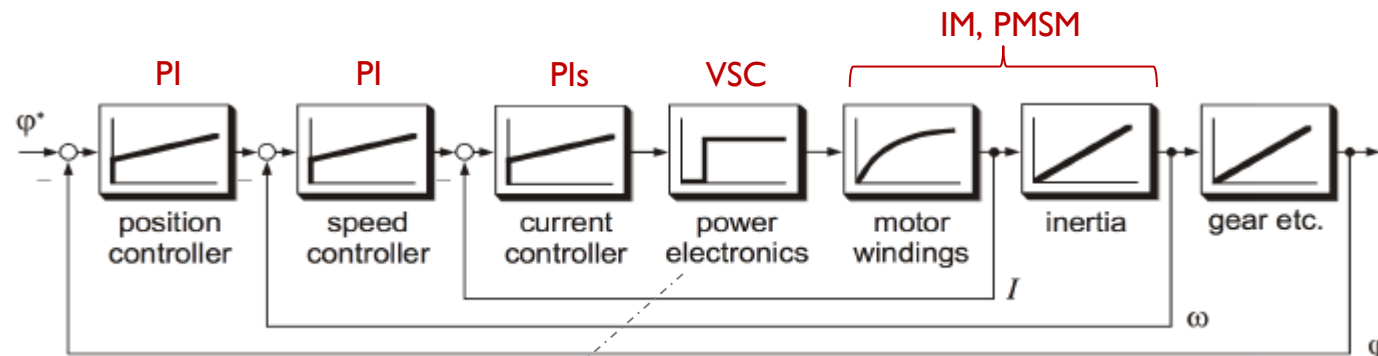 IM, PMSM
PI
PI
PIs
VSC
φ*
position
controller
speed
controller
current
controller
power
electronics
motor
windings
inertia
gear etc.
I
ω
φ